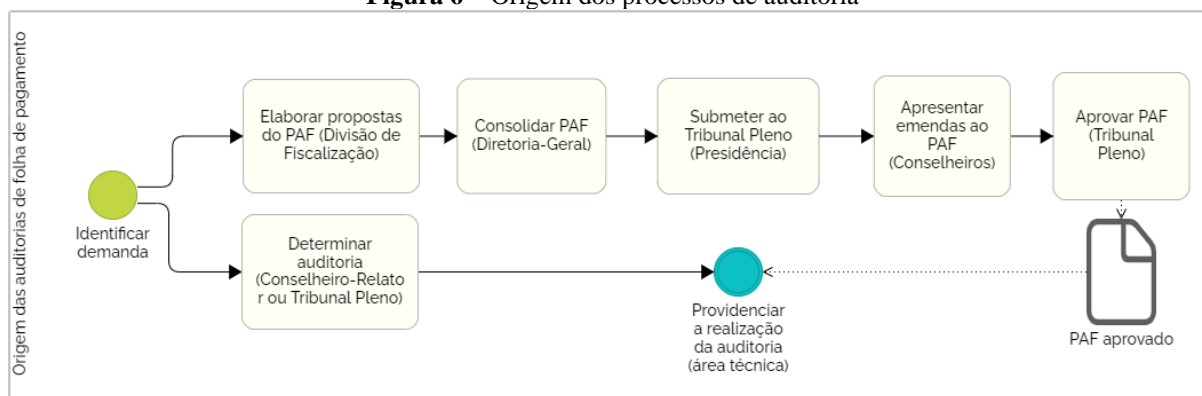 Figura 6 – Origem dos processos de auditoria
Origem das auditorias de folha de pagamento
Identificar
demanda
Elaborar propostas
do PAF (Divisão de
Fiscalização)
Consolidar PAF
(Diretoria-Geral)
Submeter ao
Tribunal Pleno
(Presidência)
Apresentar
emendas ao
PAF
(Conselheiros)
Aprovar PAF
(Tribunal
Pleno)
Determinar
auditoria
(Conselheiro-Relato
r ou Tribunal Pleno)
Providenciar
a realização
da auditoria
(área técnica)
PAF aprovado